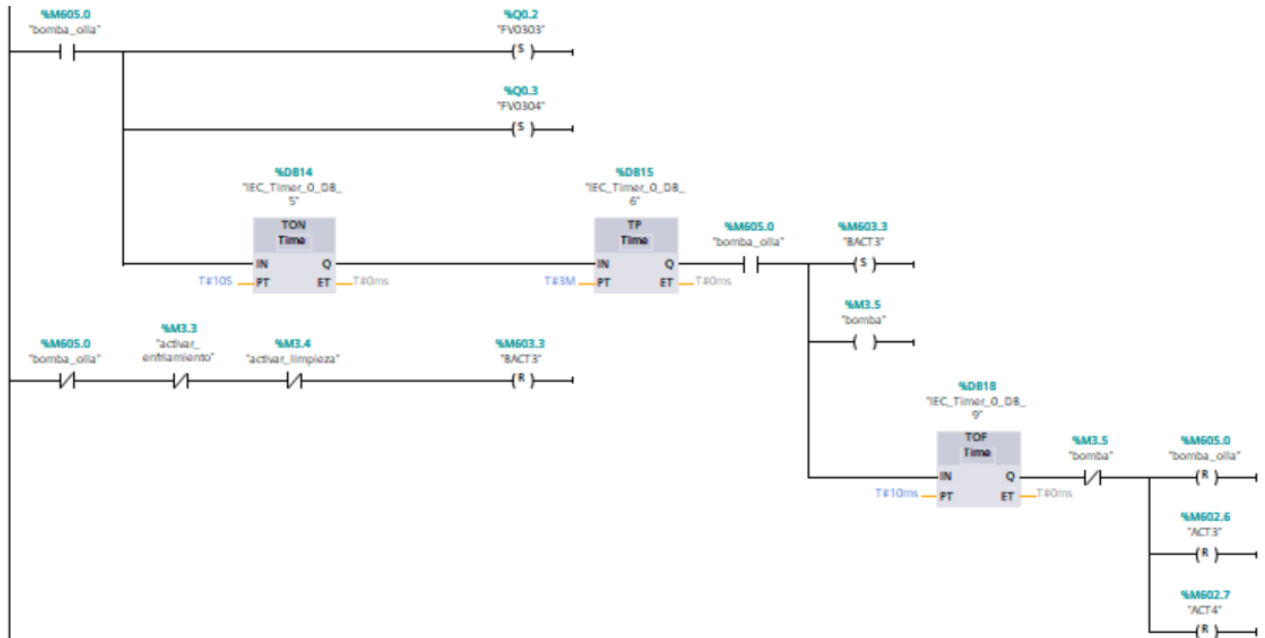 %M605.0
"bomba_olla"
%Q0.2
"FV0303"
S
%Q0.3
"FV0304"
S
%DB14
"IEC_Timer_0_DB_
5"
TON
Time
IN Q
T#10S PT ET T#0ms
%DB15
"IEC_Timer_0_DB_
6"
TP
Time
IN Q
T#3M PT ET T#0ms
%M605.0
"bomba_olla"
%M603.3
"BACT3"
S
%M3.5
"bomba"
%M605.0
"bomba_olla"
%M3.3
"activar_
enfriamiento"
%M3.4
"activar_limpieza"
%M603.3
"BACT3"
R
%DB18
"IEC_Timer_0_DB_
9"
TOF
Time
IN Q
T#10ms PT ET T#0ms
%M3.5
"bomba"
%M605.0
"bomba_olla"
R
%M602.6
"ACT3"
R
%M602.7
"ACT4"
R